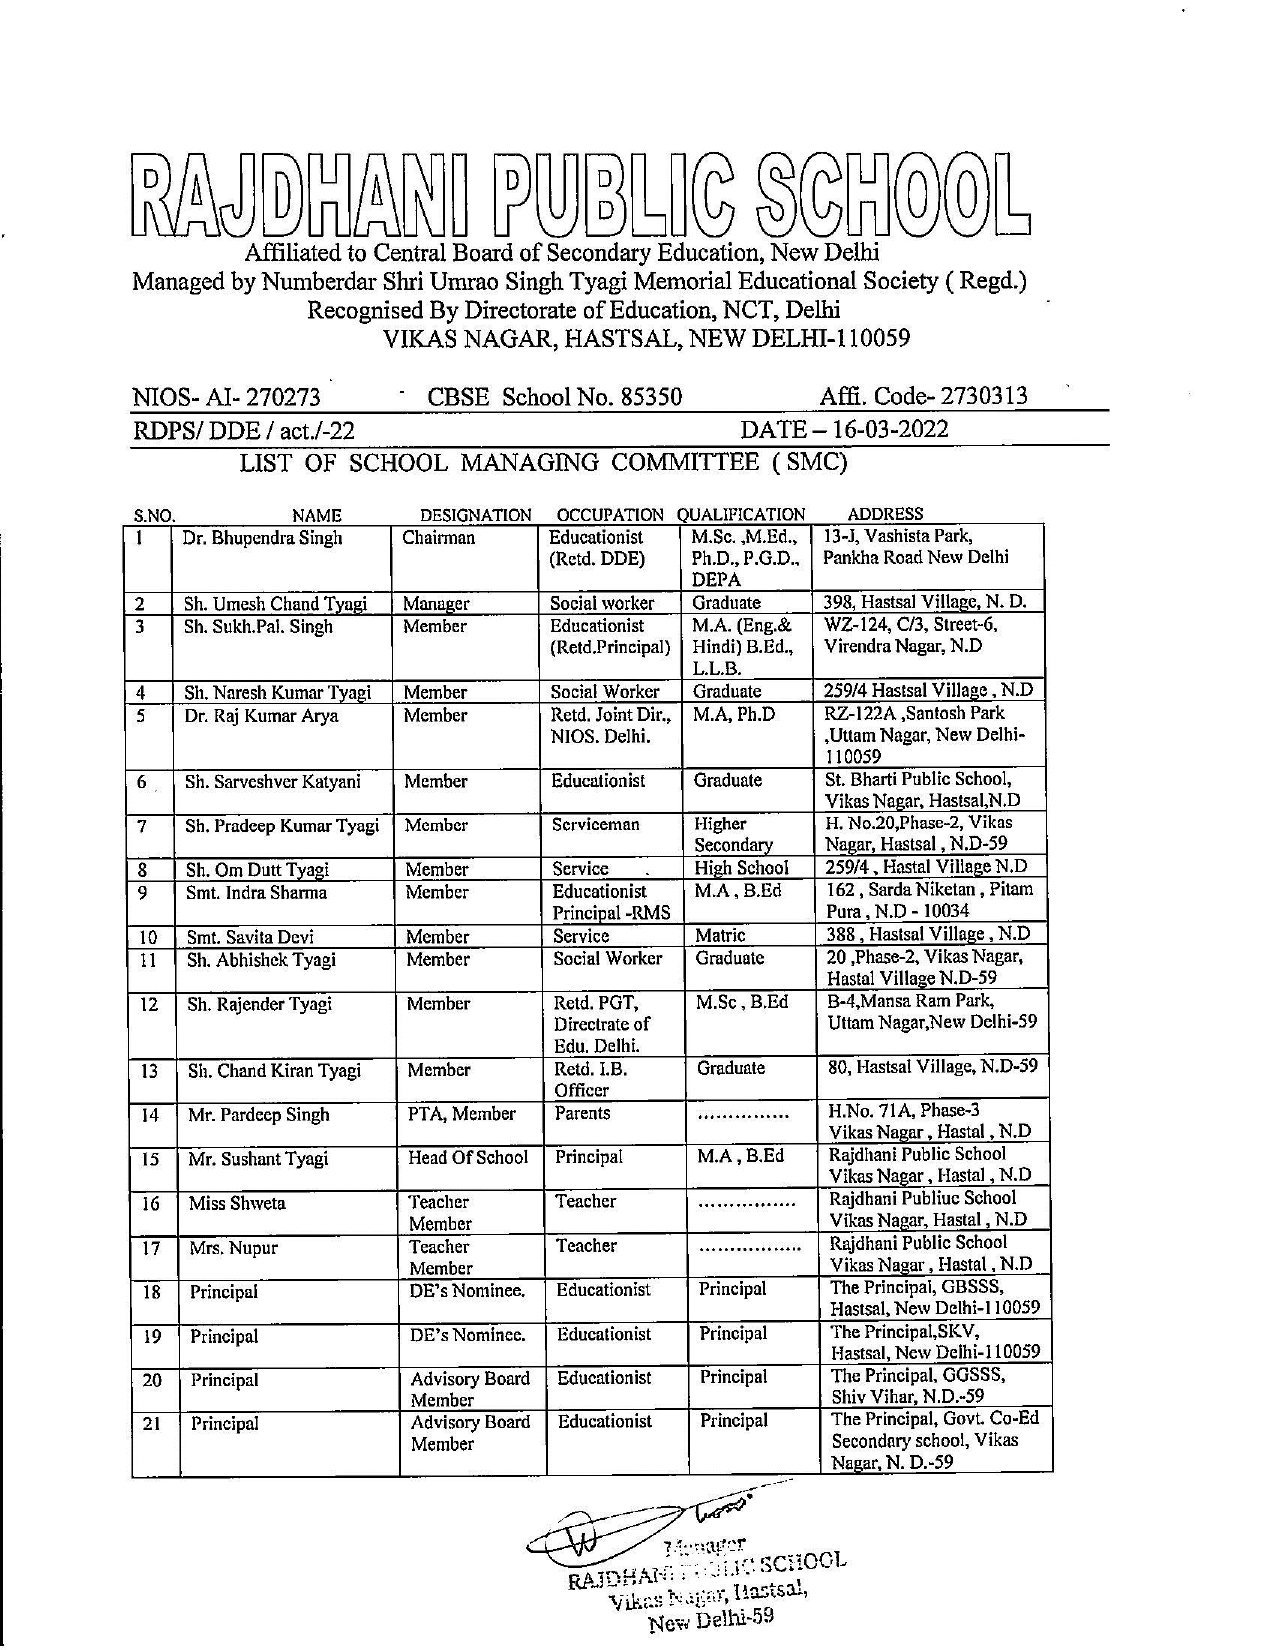 RAJDHANI PUBLIC SCHOOL
Affiliated to Central Board of Secondary Education, New Delhi
Managed by Numberdar Shri Umrao Singh Tyagi Memorial Educational Society ( Regd.)
Recognised By Directorate of Education, NCT, Delhi
VIKAS NAGAR, HASTSAL, NEW DELHI-110059
NIOS- AI- 270273 - CBSE School No. 85350 Affi. Code- 2730313
RDPS/ DDE / act./-22 DATE – 16-03-2022
LIST OF SCHOOL MANAGING COMMITTEE ( SMC)
S.NO. NAME DESIGNATION OCCUPATION QUALIFICATION ADDRESS
1 Dr. Bhupendra Singh Chairman Educationist M.Sc. ,M.Ed., 13-J, Vashista Park,
(Retd. DDE) Ph.D., P.G.D., Pankha Road New Delhi
DEPA
2 Sh. Umesh Chand Tyagi Manager Social worker Graduate 398, Hastsal Village, N. D.
3 Sh. Sukh.Pal. Singh Member Educationist M.A. (Eng.& WZ-124, C/3, Street-6,
(Retd.Principal) Hindi) B.Ed., Virendra Nagar, N.D
L.L.B.
4 Sh. Naresh Kumar Tyagi Member Social Worker Graduate 259/4 Hastsal Village , N.D
5 Dr. Raj Kumar Arya Member Retd. Joint Dir., M.A, Ph.D RZ-122A ,Santosh Park
NIOS. Delhi. ,Uttam Nagar, New Delhi-
110059
6 Sh. Sarveshver Katyani Member Educationist Graduate St. Bharti Public School,
Vikas Nagar, Hastsal,N.D
7 Sh. Pradeep Kumar Tyagi Member Serviceman Higher H. No.20,Phase-2, Vikas
Secondary Nagar, Hastsal , N.D-59
8 Sh. Om Dutt Tyagi Member Service High School 259/4 , Hastal Village N.D
9 Smt. Indra Sharma Member Educationist M.A , B.Ed 162 , Sarda Niketan , Pitam
Principal -RMS Pura , N.D - 10034
10 Smt. Savita Devi Member Service Matric 388 , Hastsal Village , N.D
11 Sh. Abhishek Tyagi Member Social Worker Graduate 20 ,Phase-2, Vikas Nagar,
Hastal Village N.D-59
12 Sh. Rajender Tyagi Member Retd. PGT, M.Sc , B.Ed B-4,Mansa Ram Park,
Directrate of Uttam Nagar,New Delhi-59
Edu. Delhi.
13 Sh. Chand Kiran Tyagi Member Retd. I.B. Graduate 80, Hastsal Village, N.D-59
Officer
14 Mr. Pardeep Singh PTA, Member Parents ............... H.No. 71A, Phase-3
Vikas Nagar , Hastal , N.D
15 Mr. Sushant Tyagi Head Of School Principal M.A , B.Ed Rajdhani Public School
Vikas Nagar , Hastal , N.D
16 Miss Shweta Teacher Teacher ................ Rajdhani Publiuc School
Member Vikas Nagar, Hastal , N.D
17 Mrs. Nupur Teacher Teacher ................. Rajdhani Public School
Member Vikas Nagar , Hastal , N.D
18 Principal DE's Nominee. Educationist Principal The Principal, GBSSS,
Hastsal, New Delhi-110059
19 Principal DE's Nominee. Educationist Principal The Principal,SKV,
Hastsal, New Delhi-110059
20 Principal Advisory Board Educationist Principal The Principal, GGSSS,
Member Shiv Vihar, N.D.-59
21 Principal Advisory Board Educationist Principal The Principal, Govt. Co-Ed
Member Secondary school, Vikas
Nagar, N. D.-59
Manager
RAJDHANI PUBLIC SCHOOL
Vikas Nagar, Hastsal,
New Delhi-59